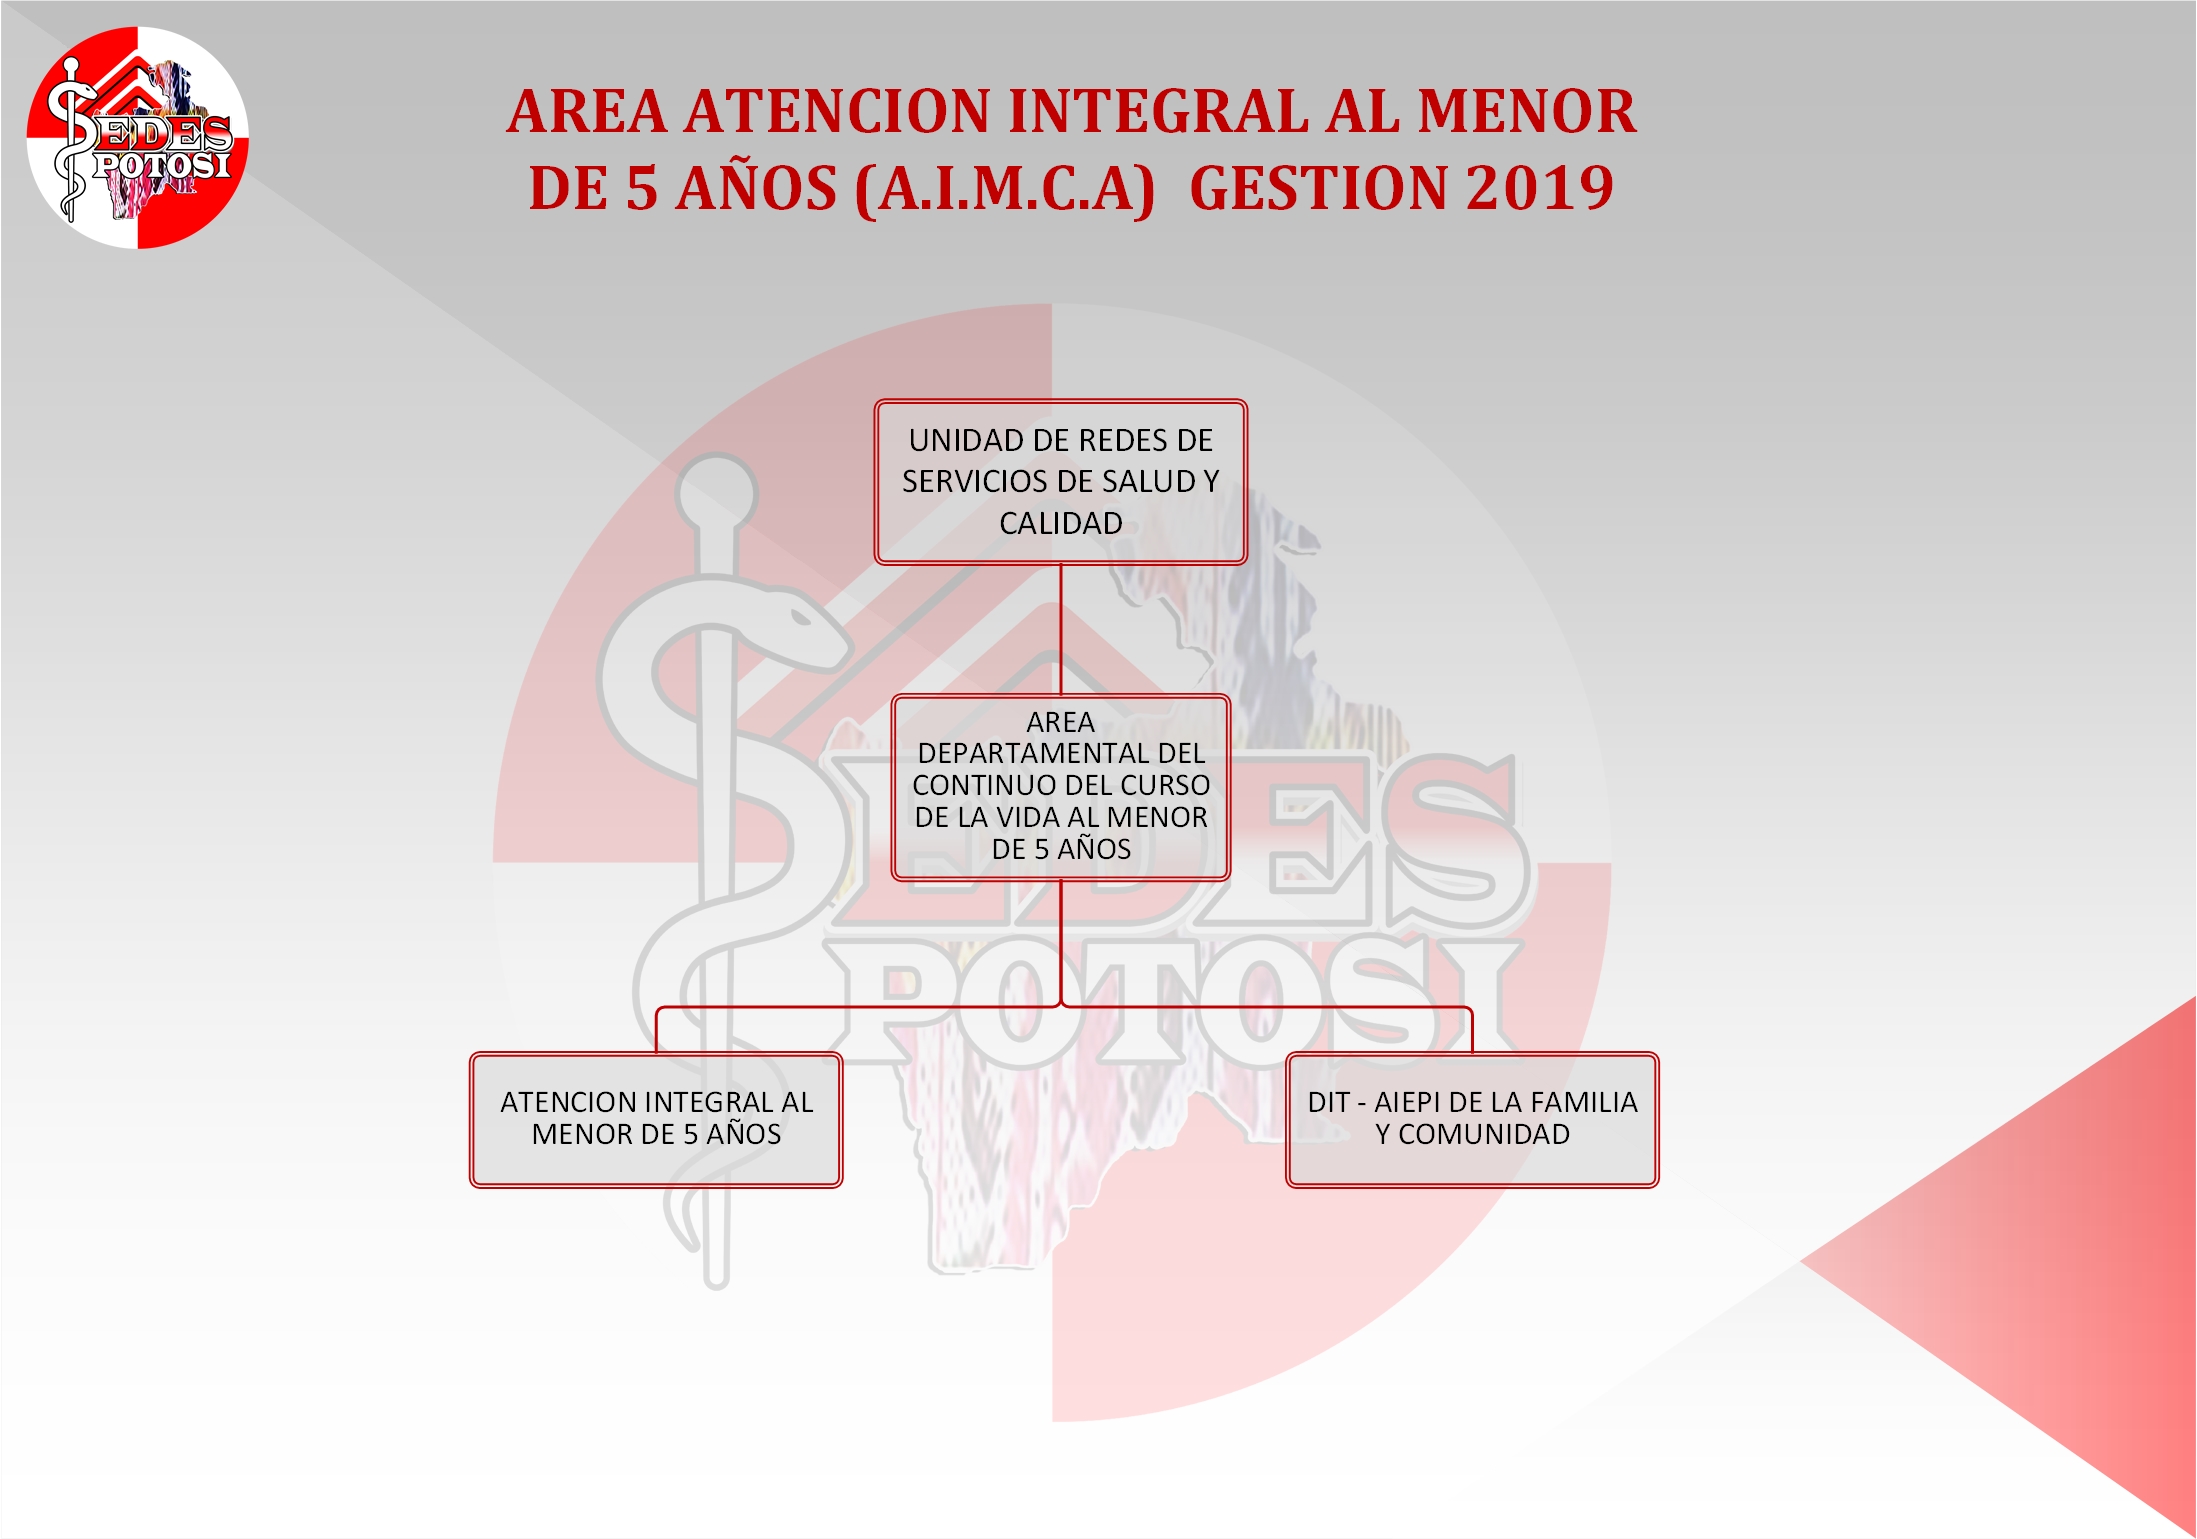 SEDES
POTOSI
AREA ATENCION INTEGRAL AL MENOR
DE 5 AÑOS (A.I.M.C.A) GESTION 2019
UNIDAD DE REDES DE
SERVICIOS DE SALUD Y
CALIDAD
AREA
DEPARTAMENTAL DEL
CONTINUO DEL CURSO
DE LA VIDA AL MENOR
DE 5 AÑOS
SEDES
POTOSI
ATENCION INTEGRAL AL
MENOR DE 5 AÑOS
DIT - AIEPI DE LA FAMILIA
Y COMUNIDAD